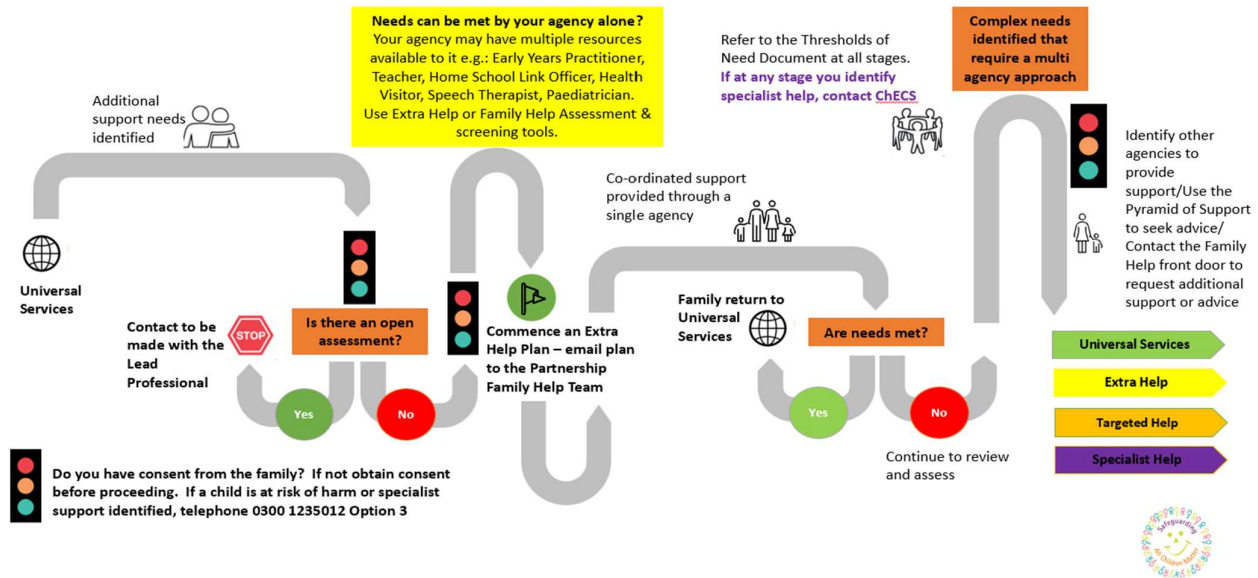 Additional
support needs
identified
Universal
Services
Needs can be met by your agency alone?
Your agency may have multiple resources
available to it e.g.: Early Years Practitioner,
Teacher, Home School Link Officer, Health
Visitor, Speech Therapist, Paediatrician.
Use Extra Help or Family Help Assessment &
screening tools.
Is there an open
assessment?
STOP
Contact to be
made with the
Lead
Professional
Yes
No
Commence an Extra
Help Plan – email plan
to the Partnership
Family Help Team
Co-ordinated support
provided through a
single agency
Family return to
Universal
Services
Are needs met?
Yes
No
Continue to review
and assess
Refer to the Thresholds of
Need Document at all stages.
If at any stage you identify
specialist help, contact ChECS
Complex needs
identified that
require a multi
agency approach
Identify other
agencies to
provide
support/Use the
Pyramid of Support
to seek advice/
Contact the Family
Help front door to
request additional
support or advice
Universal Services
Extra Help
Targeted Help
Specialist Help
Do you have consent from the family? If not obtain consent
before proceeding. If a child is at risk of harm or specialist
support identified, telephone 0300 1235012 Option 3
Safeguarding
All Children Matter